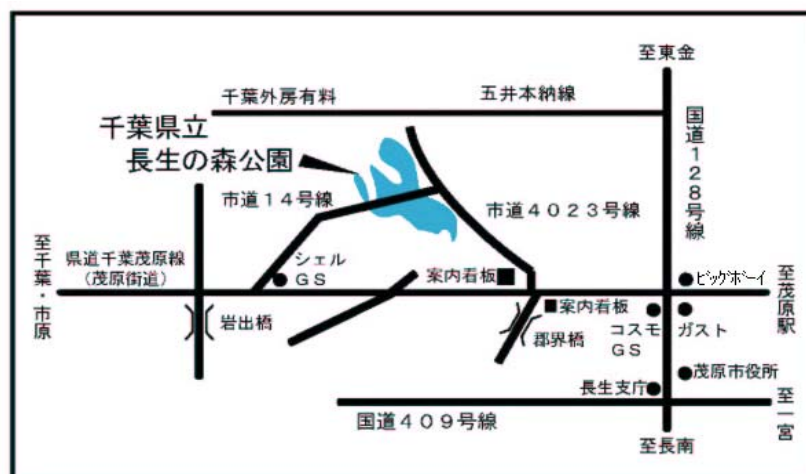 至東金
千葉外房有料
五井本納線
千葉県立
長生の森公園
国道128号線
市道14号線
市道4023号線
至千葉・市原
県道千葉茂原線
(茂原街道)
シェル
GS
案内看板
ビッグボーイ
至茂原駅
岩出橋
案内看板
郡界橋
コスモ
GS
ガスト
茂原市役所
長生支庁
至一宮
国道409号線
至長南